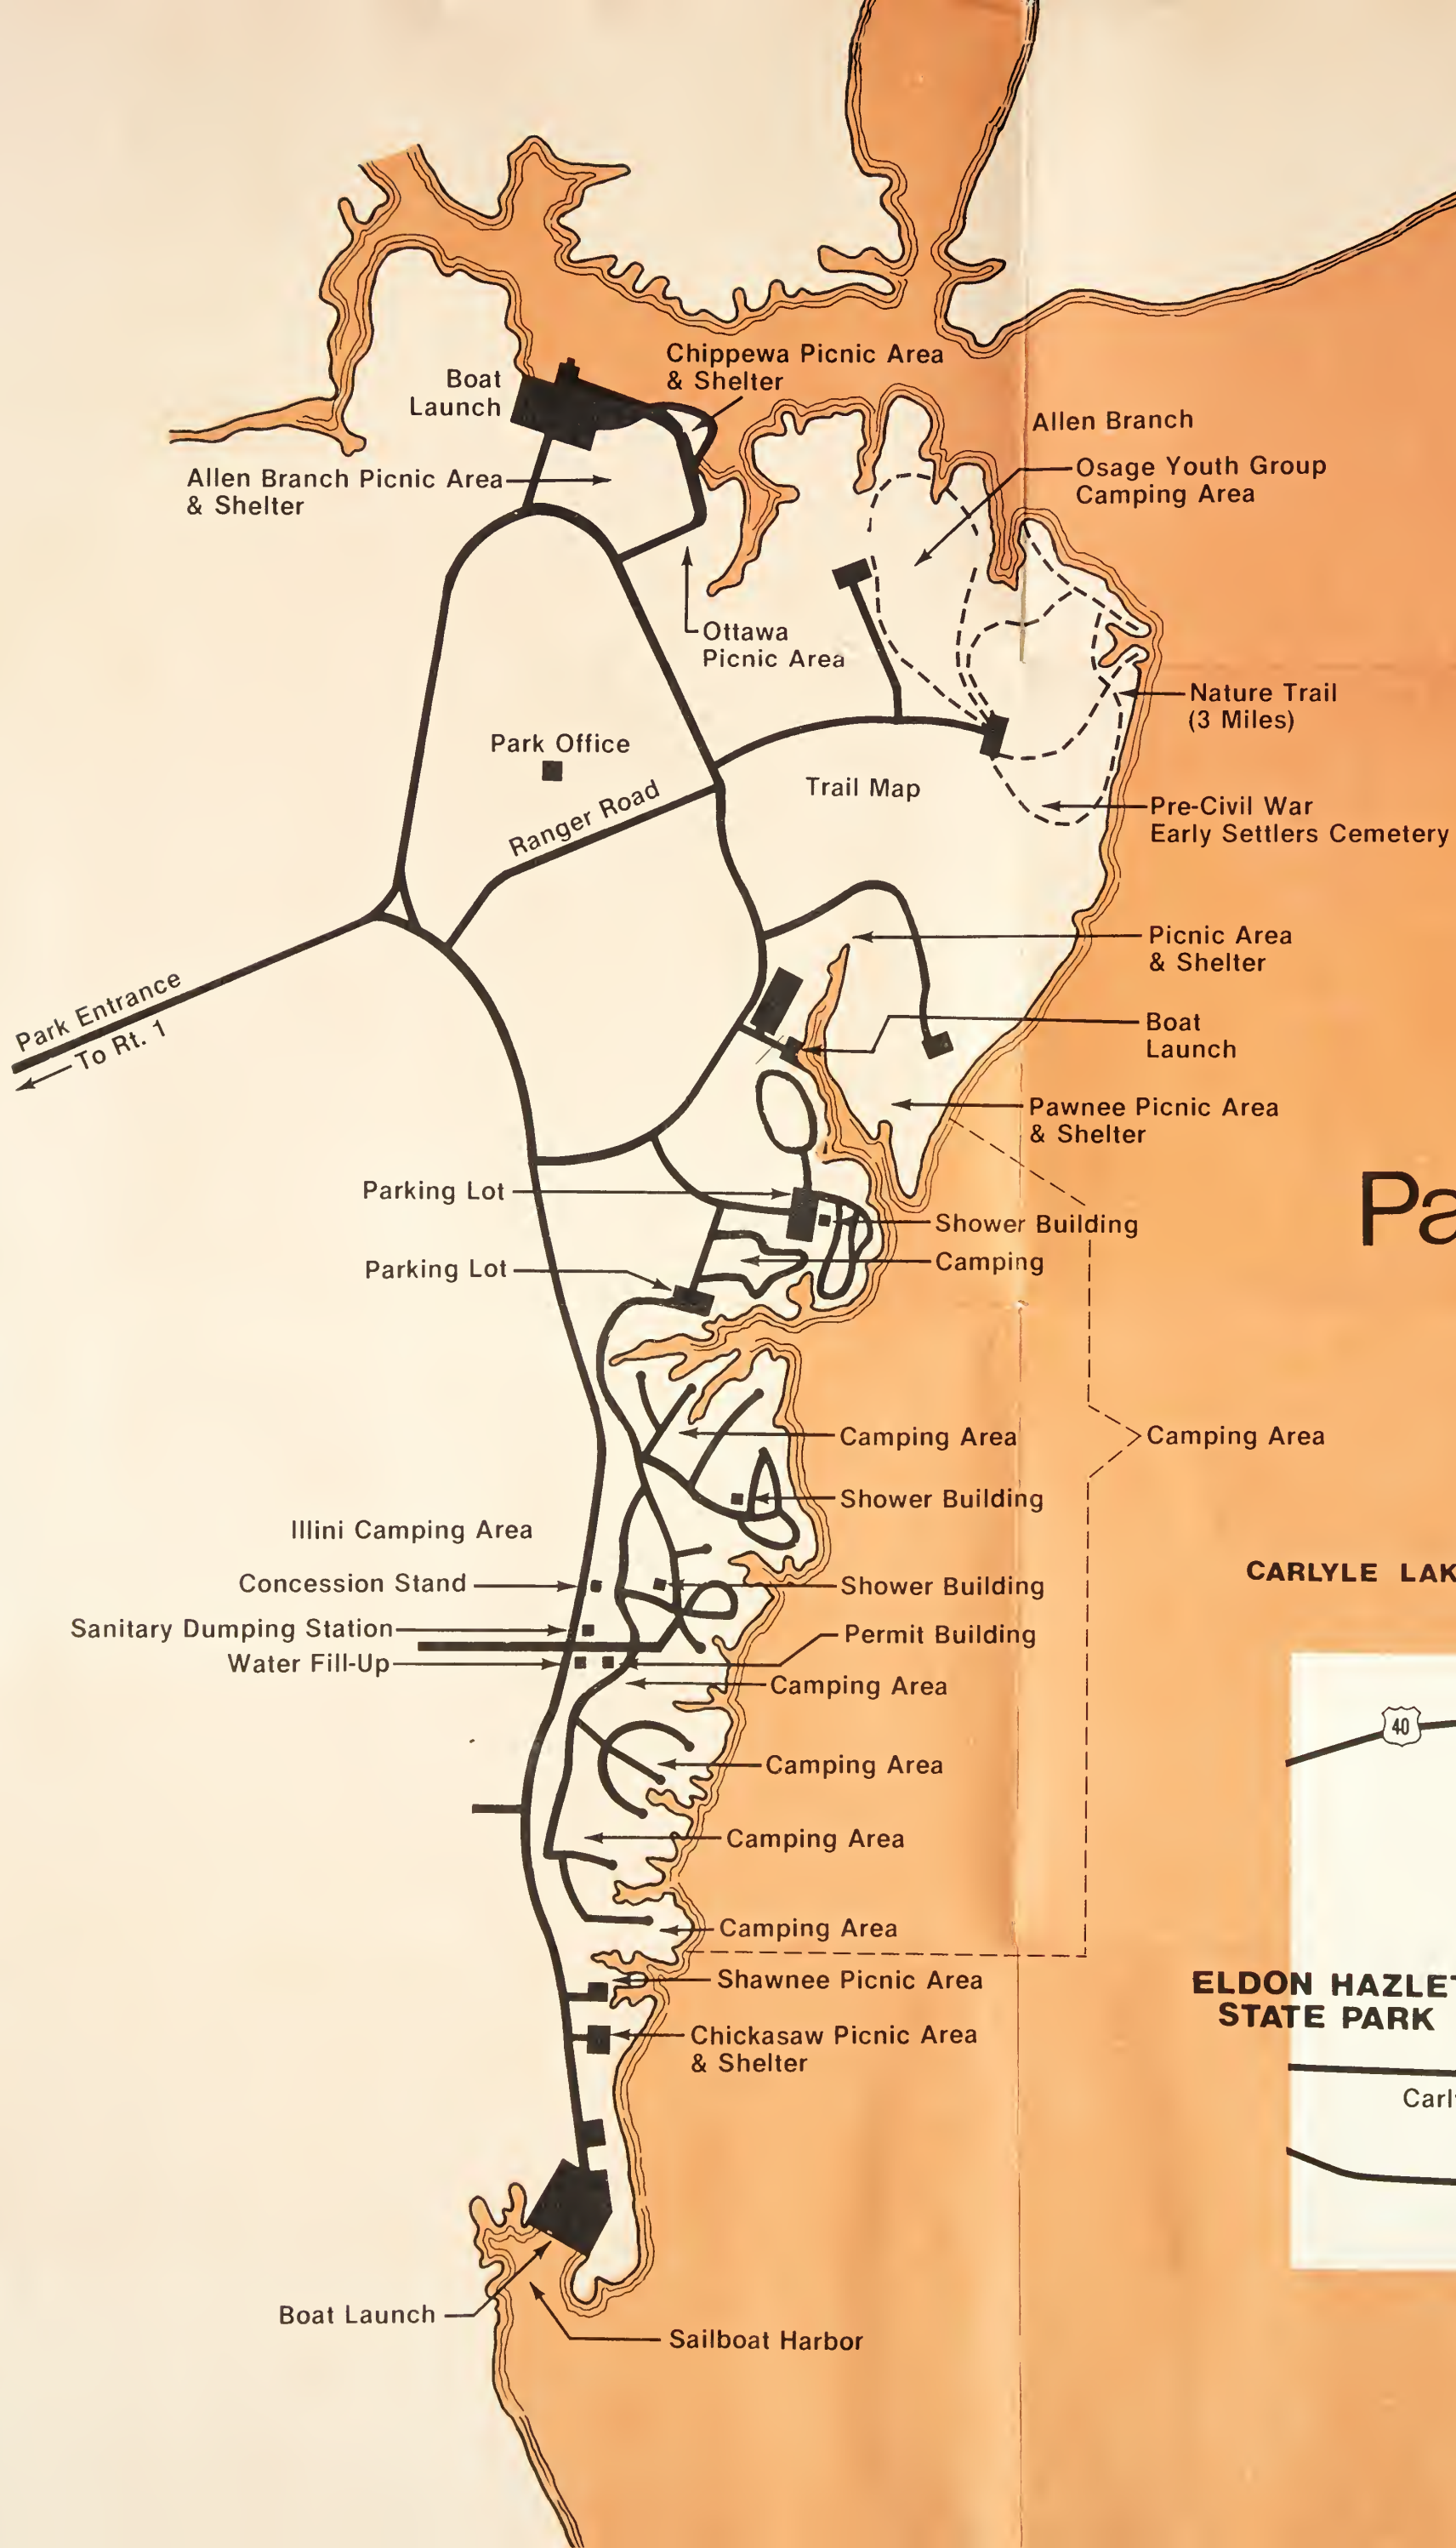 Chippewa Picnic Area
& Shelter
Boat
Launch
Allen Branch
Allen Branch Picnic Area
& Shelter
Osage Youth Group
Camping Area
Ottawa
Picnic Area
Nature Trail
(3 Miles)
Park Office
Trail Map
Ranger Road
Pre-Civil War
Early Settlers Cemetery
Picnic Area
& Shelter
Park Entrance
To Rt. 1
Boat
Launch
Pawnee Picnic Area
& Shelter
Parking Lot
Pa
Shower Building
Parking Lot
Camping
Camping Area
Camping Area
Shower Building
Illini Camping Area
CARLYLE LAK
Concession Stand
Shower Building
Sanitary Dumping Station
Permit Building
Water Fill-Up
Camping Area
40
Camping Area
Camping Area
Camping Area
Shawnee Picnic Area
ELDON HAZLET
STATE PARK
Chickasaw Picnic Area
& Shelter
Carl
Boat Launch
Sailboat Harbor